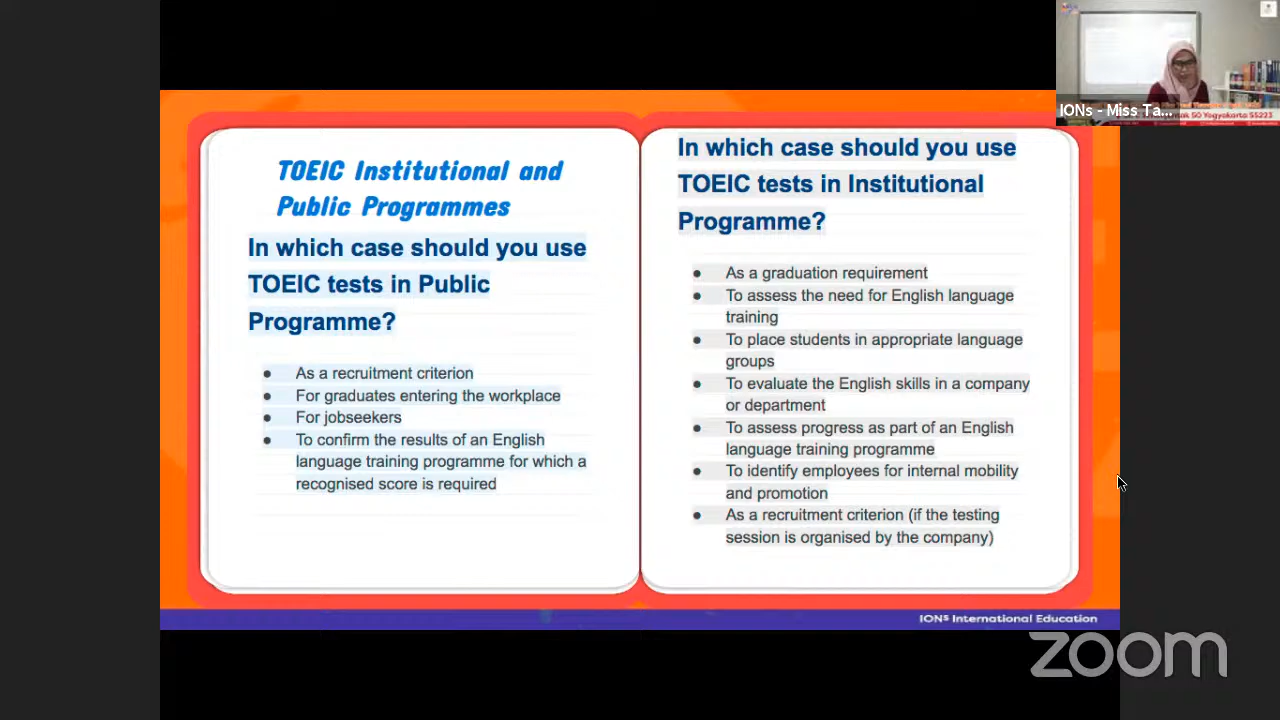 TOEIC Institutional and
Public Programmes
In which case should you use
TOEIC tests in Public
Programme?
● As a recruitment criterion
● For graduates entering the workplace
● For jobseekers
● To confirm the results of an English
language training programme for which a
recognised score is required
In which case should you use
TOEIC tests in Institutional
Programme?
● As a graduation requirement
● To assess the need for English language
training
● To place students in appropriate language
groups
● To evaluate the English skills in a company
or department
● To assess progress as part of an English
language training programme
● To identify employees for internal mobility
and promotion
● As a recruitment criterion (if the testing
session is organised by the company)
IONs International Education
IONs - Miss Ta...
50 Yogyakarta 55223
zoom